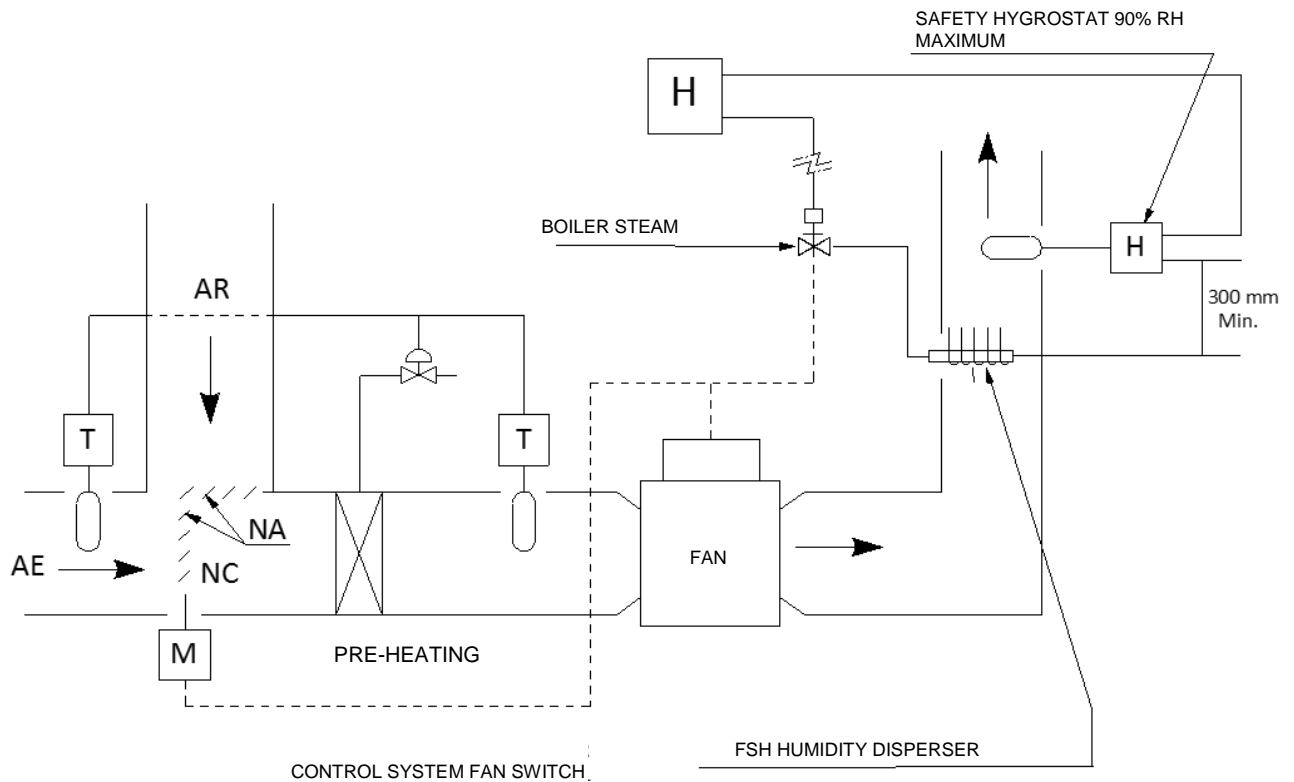 SAFETY HYGROSTAT 90% RH
MAXIMUM
H
BOILER STEAM
H
AR
300 mm
Min.
T
T
NA
FAN
AE
NC
M
PRE-HEATING
FSH HUMIDITY DISPERSER
CONTROL SYSTEM FAN SWITCH